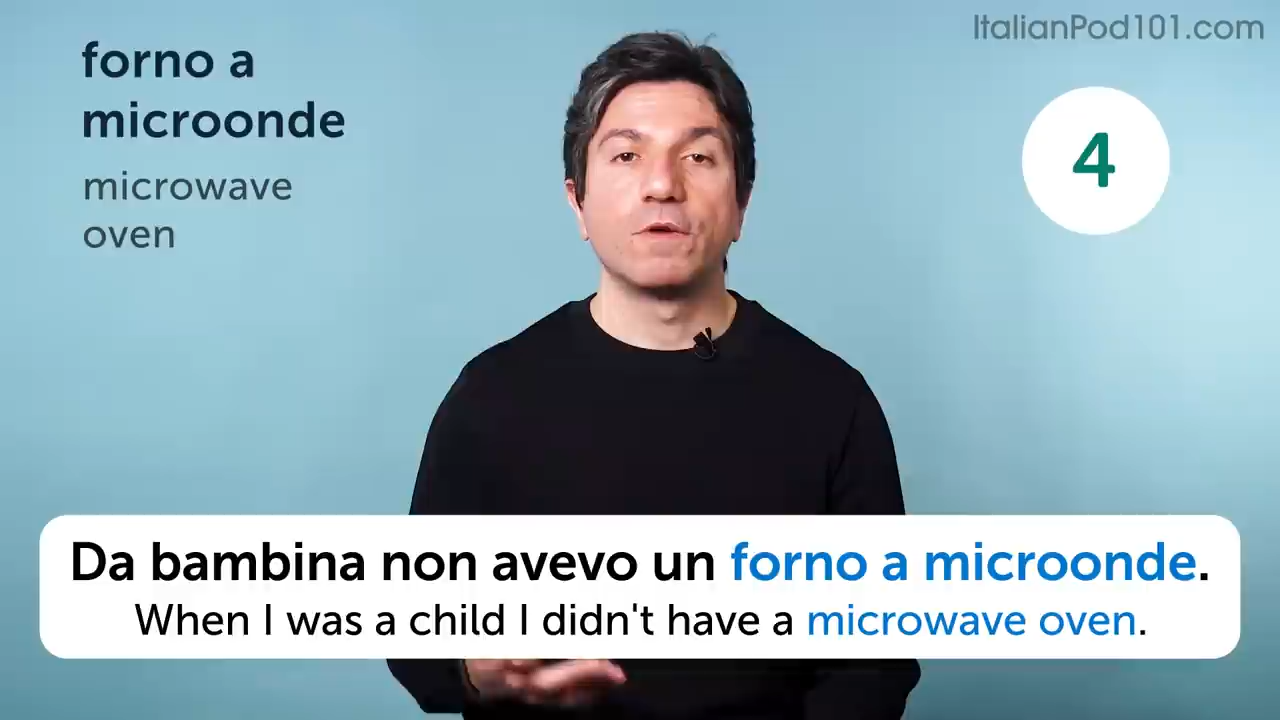 ItalianPod101.com
forno a
microonde
microwave
oven
4
Da bambina non avevo un forno a microonde.
When I was a child I didn't have a microwave oven.